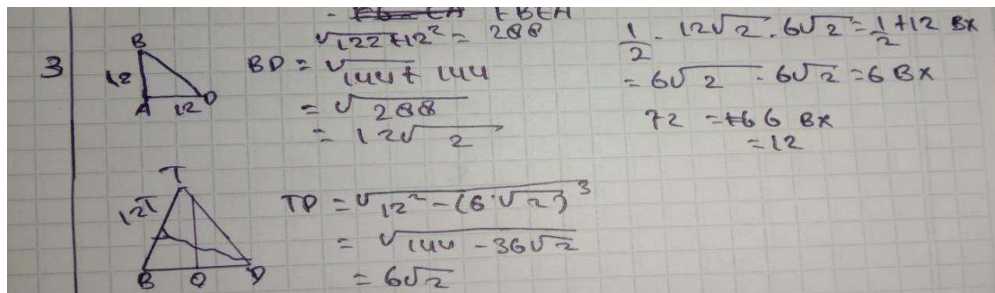 √122+12² = 288
3
B
12
A 12 D
BD = √144 + 144
= √288
= 12√2
1/2 - 12√2 . 6√2 = 1/2 + 12 BX
= 6√2 . 6√2 = 6 BX
72 = 6 BX
= 12
T
12
B O D
TP = √12² - (6·√2)³
= √144 - 36√2
= 6√2